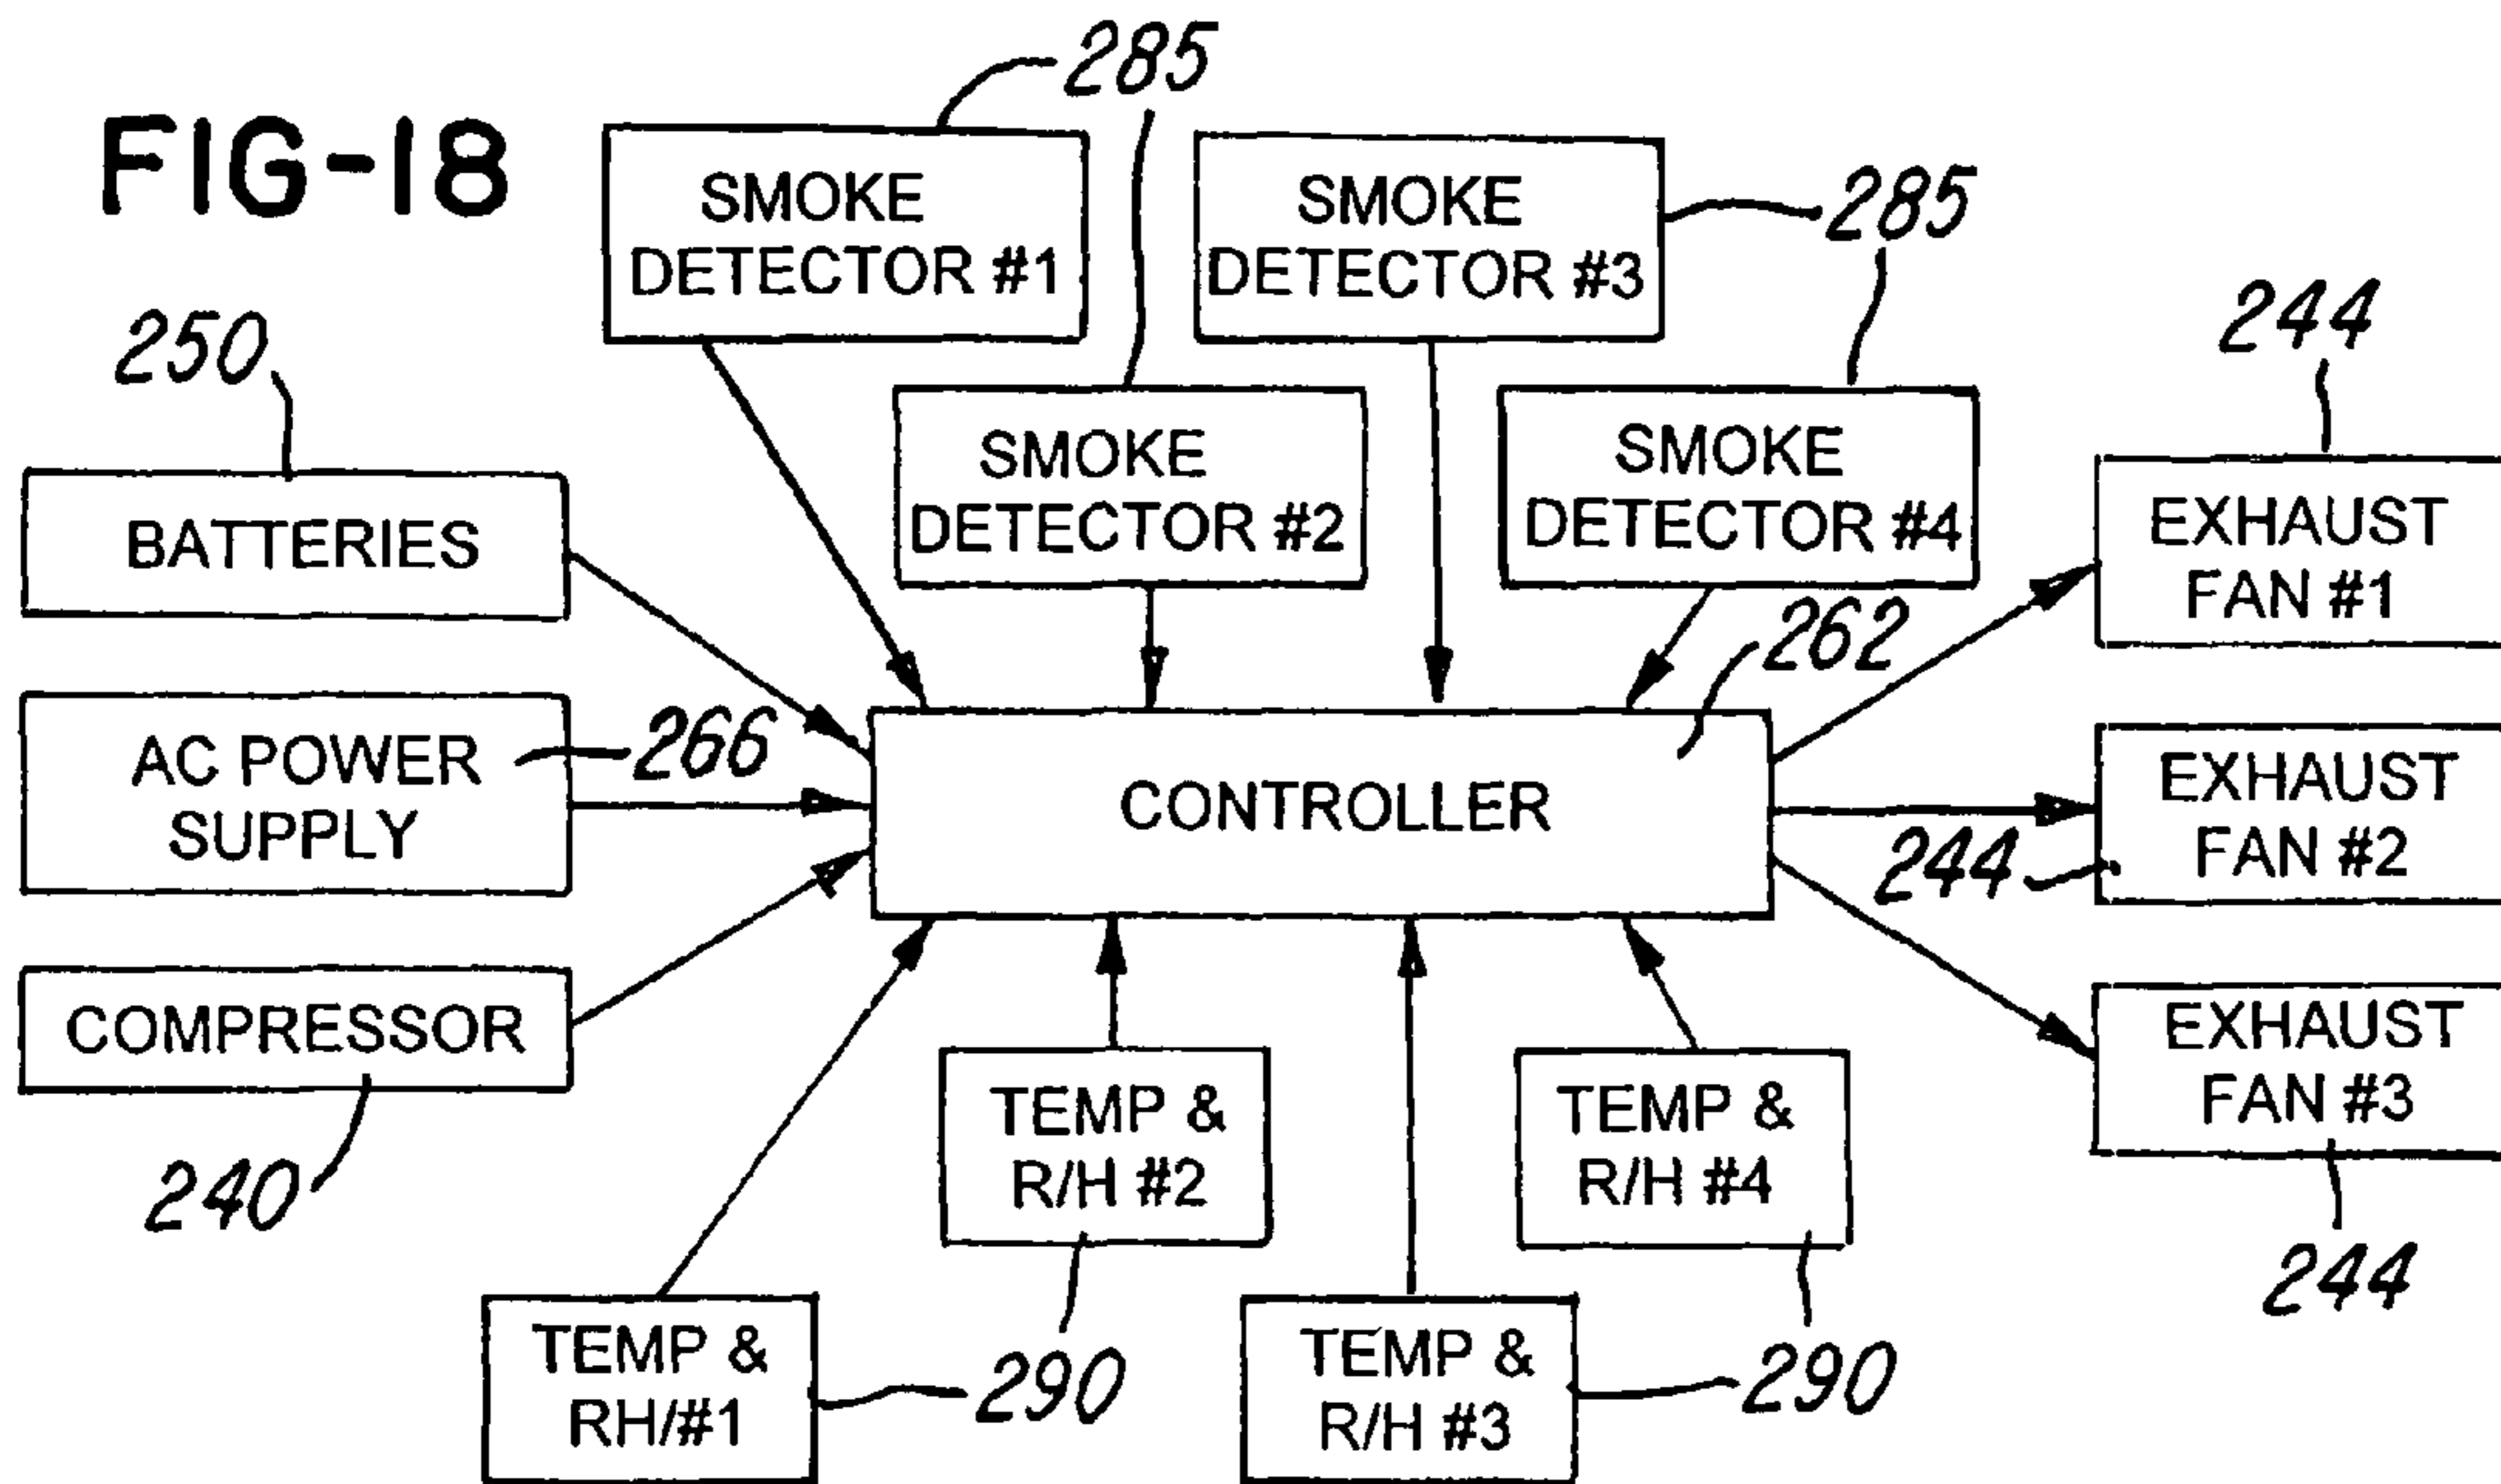 FIG-18
285
SMOKE
DETECTOR #1
SMOKE
DETECTOR #3
285
250
SMOKE
DETECTOR #2
SMOKE
DETECTOR #4
244
BATTERIES
EXHAUST
FAN #1
262
AC POWER
SUPPLY
266
CONTROLLER
EXHAUST
FAN #2
244
COMPRESSOR
240
TEMP &
R/H #2
TEMP &
R/H #4
EXHAUST
FAN #3
244
TEMP &
RH/#1
290
TEMP &
R/H #3
290